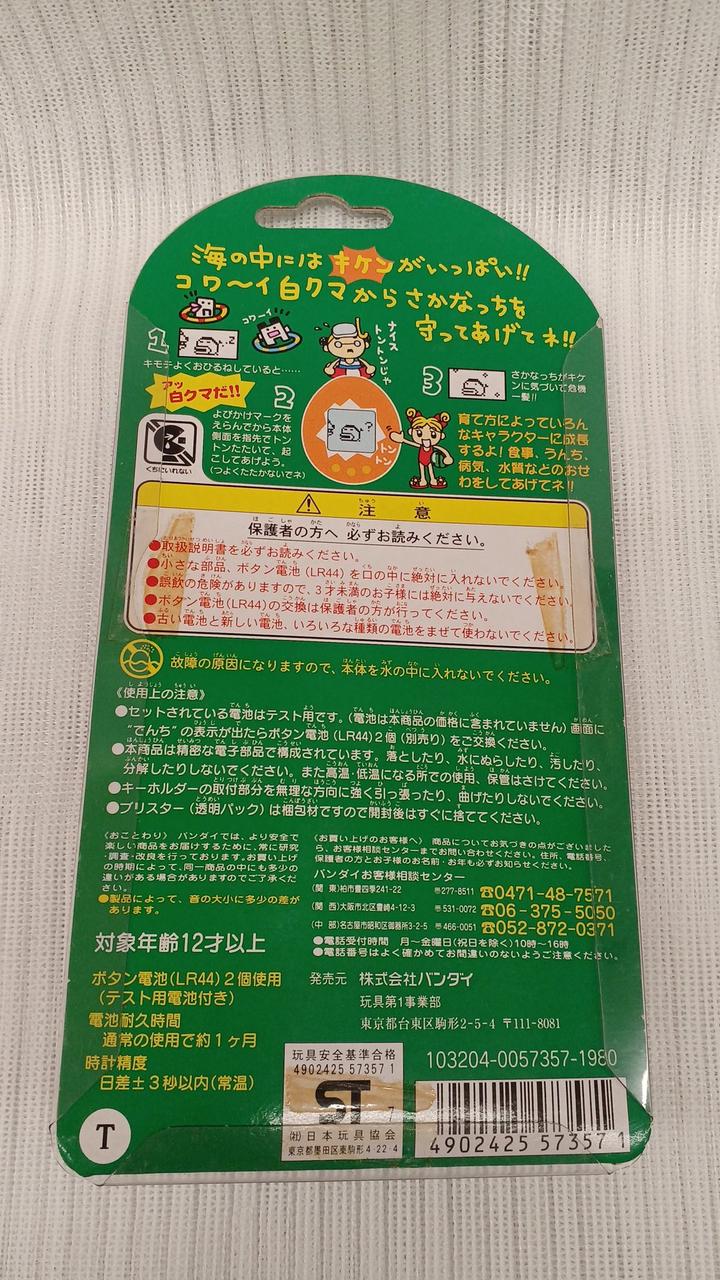 海の中にはキケンがいっぱい!!
コワ〜イ白クマからさかなっちを
守ってあげてネ!!
コワーイ
ナイス
トントンじゃ
1
キモチよくおひるねしていると……
アッ
白クマだ!!
2
よびかけマークを
えらんでから本体
側面を指先でトン
トンたたいて、起
こしてあげよう。
(つよくたたかないでネ)
くちにいれない
トン
トン
3
さかなっちがキケ
ンに気づいて危機
一髪!!
育て方によっていろん
なキャラクターに成長
するよ!食事、うんち、
病気、水質などのおせ
わをしてあげてネ!!
注意
保護者の方へ 必ずお読みください。
●取扱説明書を必ずお読みください。
●小さな部品、ボタン電池(LR44)を口の中に絶対に入れないでください。
●誤飲の危険がありますので、3才未満のお子様には絶対に与えないでください。
●ボタン電池(LR44)の交換は保護者の方が行ってください。
●古い電池と新しい電池、いろいろな種類の電池をまぜて使わないでください。
故障の原因になりますので、本体を水の中に入れないでください。
《使用上の注意》
●セットされている電池はテスト用です。(電池は本商品の価格に含まれていません)画面に
"でんち"の表示が出たらボタン電池(LR44)2個(別売り)をご交換ください。
●本商品は精密な電子部品で構成されています。落としたり、水にぬらしたり、汚したり、
分解したりしないでください。また高温・低温になる所での使用、保管はさけてください。
●キーホルダーの取付部分を無理な方向に強く引っ張ったり、曲げたりしないでください。
●ブリスター(透明パック)は梱包材ですので開封後はすぐに捨ててください。
《おことわり》 バンダイでは、より安全で
楽しい商品をお届けするために、常に研究
・調査・改良を行っております。お買い上げ
の時期によって、同一商品の中にも多少の
違いがある場合がありますのでご了承くだ
さい。
●製品によって、音の大小に多少の差が
あります。
《お買い上げのお客様へ》 商品についてお気づきの点がございました
ら、お客様相談センターまでお問い合わせください。住所、電話番号、
保護者の方とお子様のお名前・お年も必ずお知らせください。
バンダイお客様相談センター
(関 東)柏市豊四季241-22 〒277-8511 ☎0471-48-7571
(関 西)大阪市北区豊崎4-12-3 〒531-0072 ☎06-375-5050
(中 部)名古屋市昭和区御器所3-2-5 〒466-0051 ☎052-872-0371
●電話受付時間 月〜金曜日(祝日を除く)10時〜16時
●電話番号はよく確かめてお間違いのないようご注意ください。
対象年齢12才以上
ボタン電池(LR44)2個使用
(テスト用電池付き)
電池耐久時間
通常の使用で約1ヶ月
時計精度
日差±3秒以内(常温)
発売元 株式会社バンダイ
玩具第1事業部
東京都台東区駒形2-5-4 〒111-8081
T
玩具安全基準合格
4902425 57357 1
ST
(社)日本玩具協会
東京都墨田区東駒形4-22-4
103204-0057357-1980
4902425 573571